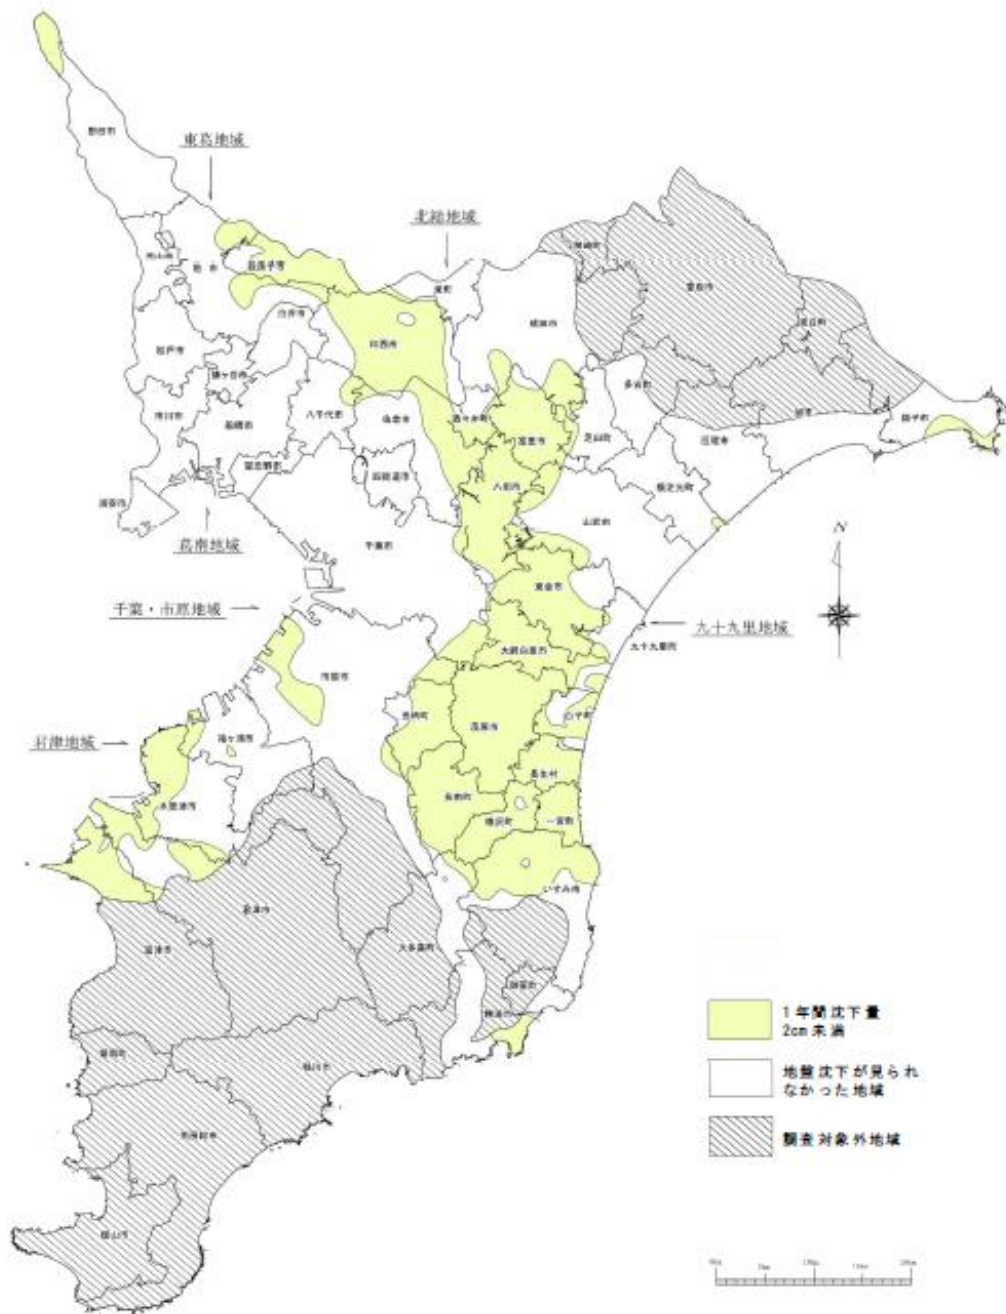 野田市
東葛地域
北総地域
流山市
柏市
我孫子市
栄町
成田市
神崎町
香取市
東庄町
白井市
印西市
松戸市
鎌ケ谷市
市川市
船橋市
八千代市
佐倉市
酒々井町
富里市
多古町
芝山町
匝瑳市
旭市
銚子市
習志野市
四街道市
八街市
横芝光町
浦安市
葛南地域
千葉市
山武市
N
千葉・市原地域
東金市
九十九里地域
大網白里市
九十九里町
市原市
長柄町
茂原市
白子町
君津地域
袖ケ浦市
長生村
木更津市
長南町
睦沢町
一宮町
いすみ市
君津市
富津市
大多喜町
御宿町
勝浦市
鋸南町
鴨川市
南房総市
館山市
1年間沈下量
2cm未満
地盤沈下が見られ
なかった地域
調査対象外地域